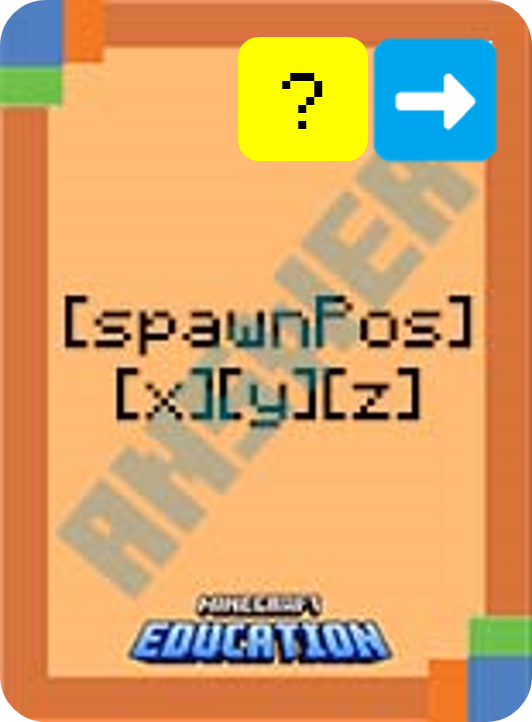 ?
[spawnPos]
[x][y][z]
ANSWER
MINECRAFT
EDUCATION